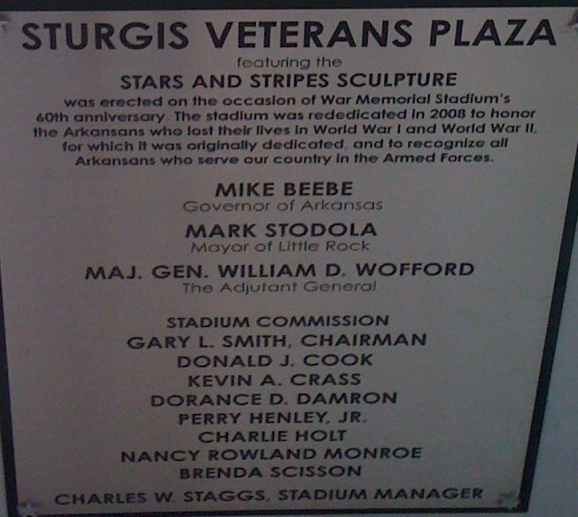 STURGIS VETERANS PLAZA
featuring the
STARS AND STRIPES SCULPTURE
was erected on the occasion of War Memorial Stadium's
60th anniversary. The stadium was rededicated in 2008 to honor
the Arkansans who lost their lives in World War I and World War II,
for which it was originally dedicated, and to recognize all
Arkansans who serve our country in the Armed Forces.
MIKE BEEBE
Governor of Arkansas
MARK STODOLA
Mayor of Little Rock
MAJ. GEN. WILLIAM D. WOFFORD
The Adjutant General
STADIUM COMMISSION
GARY L. SMITH, CHAIRMAN
DONALD J. COOK
KEVIN A. CRASS
DORANCE D. DAMRON
PERRY HENLEY, JR.
CHARLIE HOLT
NANCY ROWLAND MONROE
BRENDA SCISSON
CHARLES W. STAGGS, STADIUM MANAGER